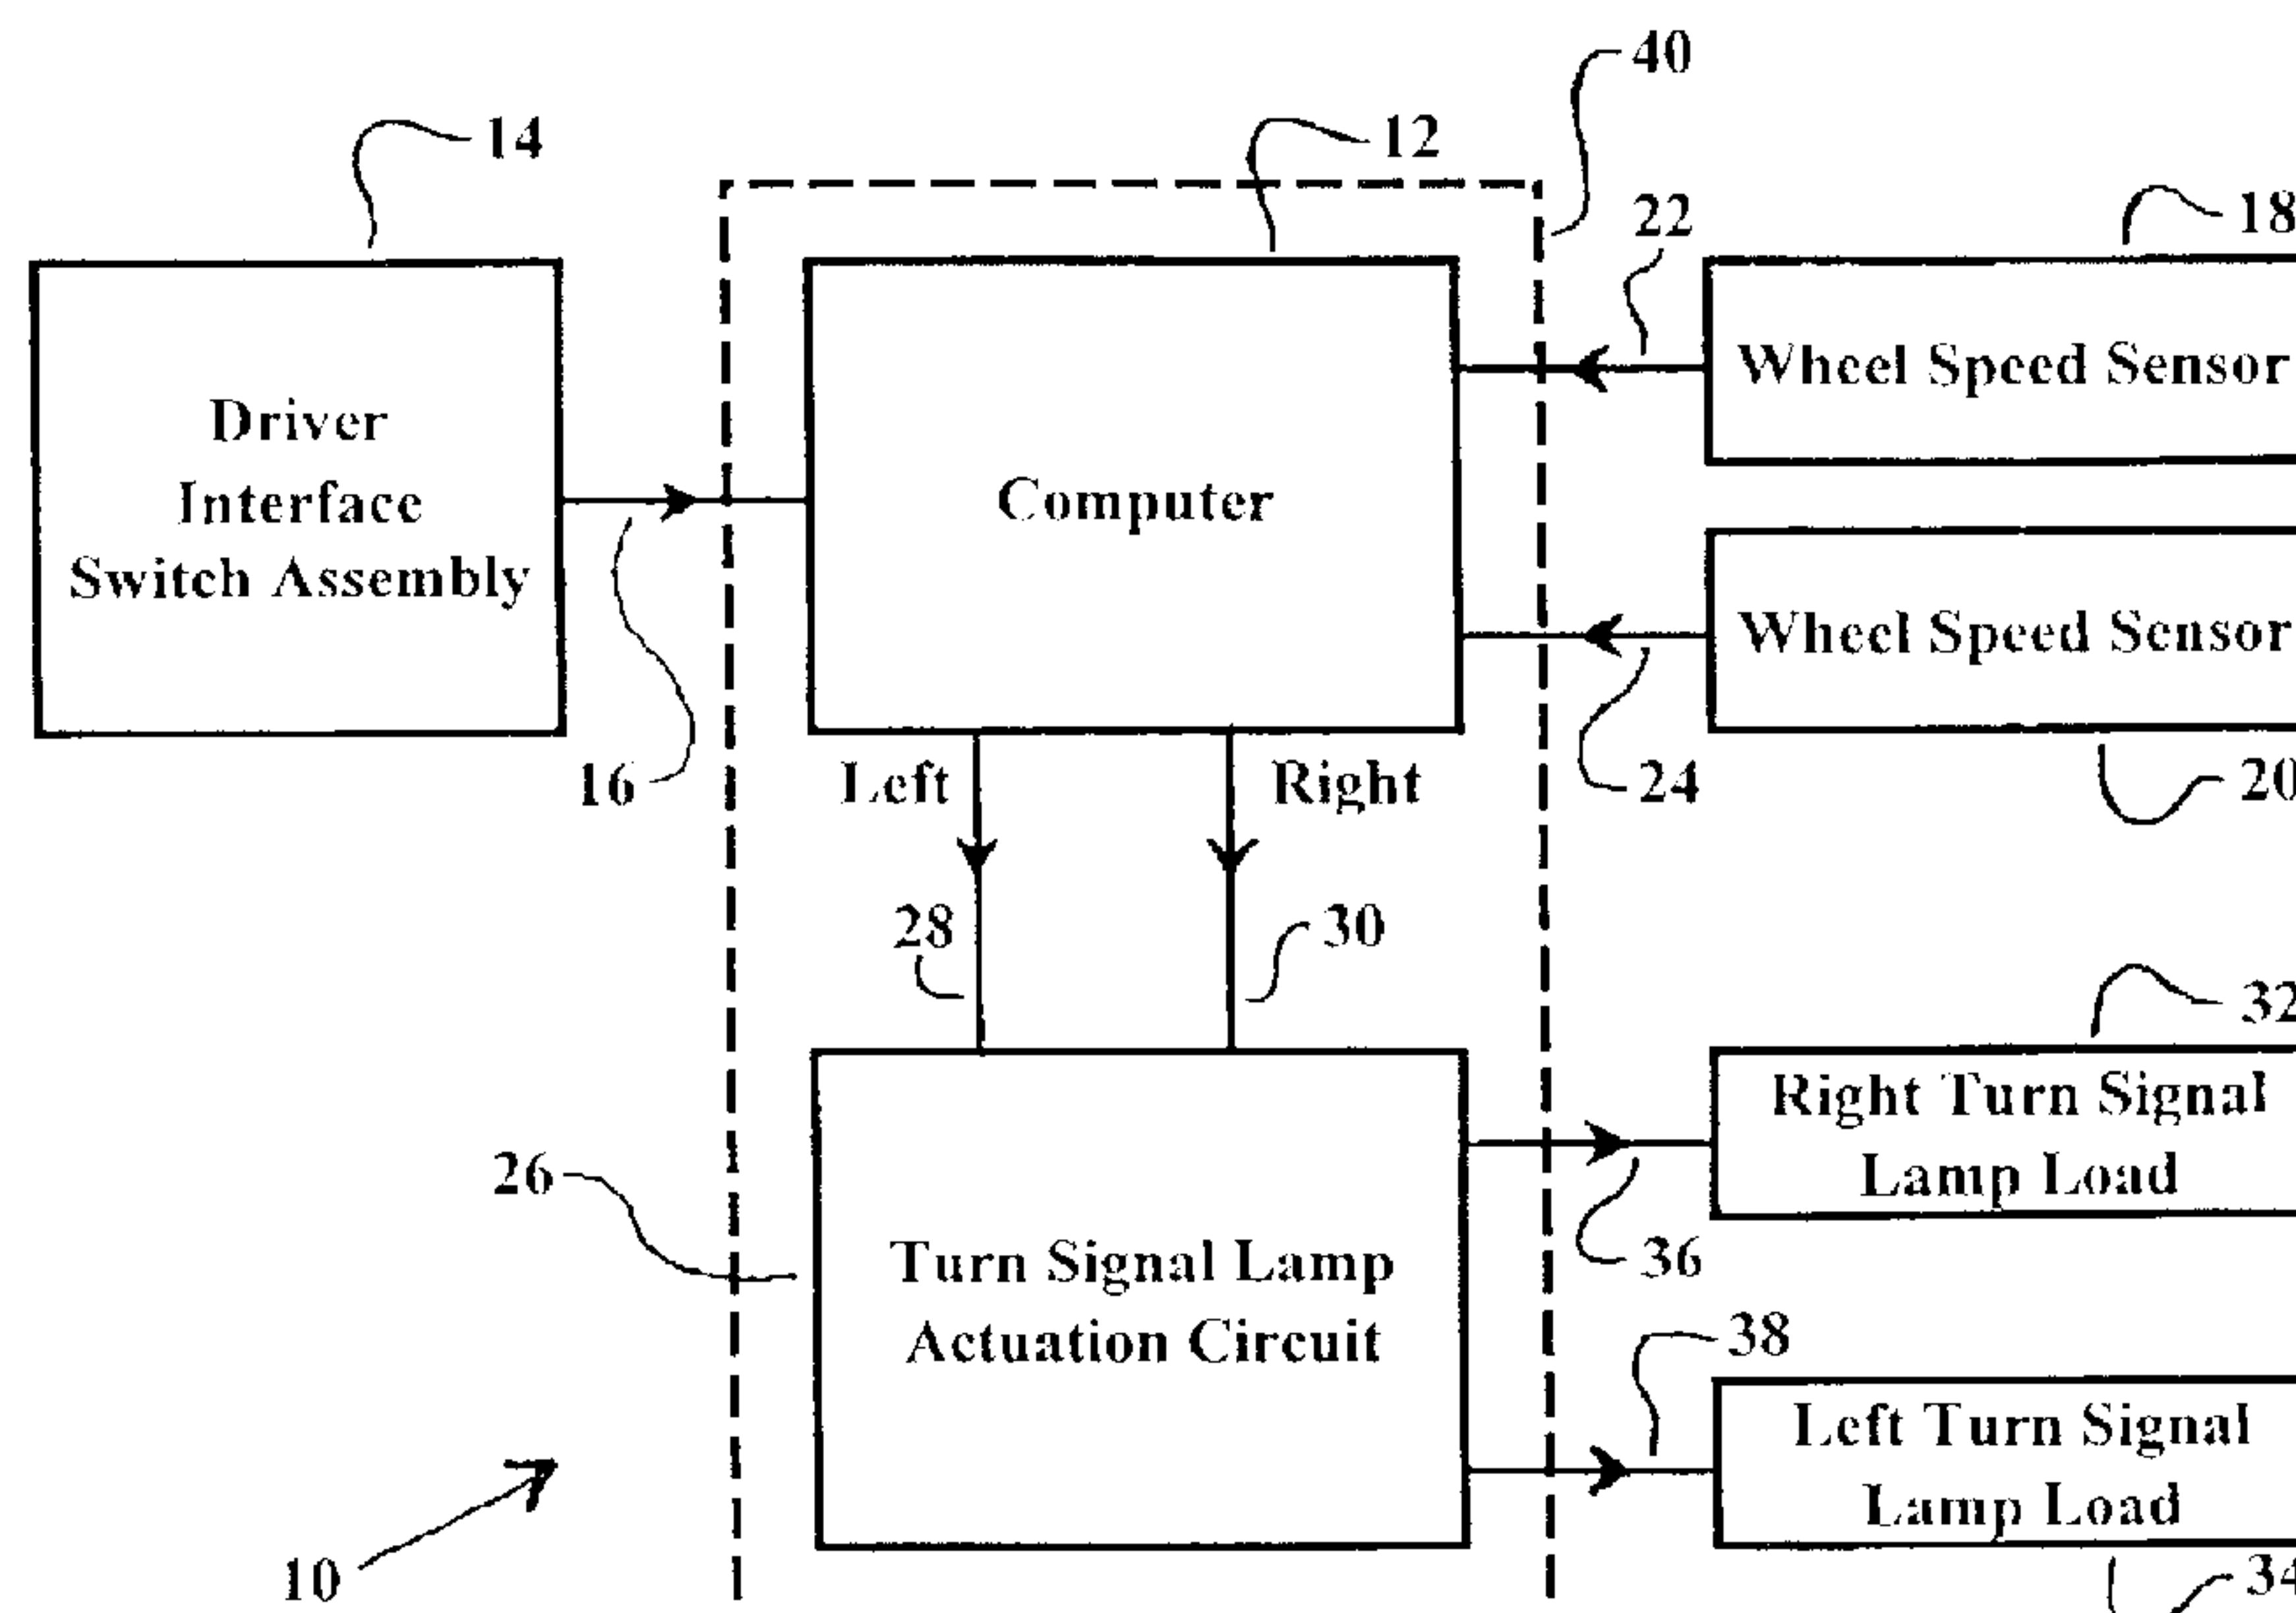 40
14
12
22
18
Driver
Interface
Switch Assembly
Computer
Wheel Speed Sensor
Wheel Speed Sensor
16
Left
Right
24
20
28
30
32
26
Turn Signal Lamp
Actuation Circuit
Right Turn Signal
Lamp Load
36
38
Left Turn Signal
Lamp Load
10
34